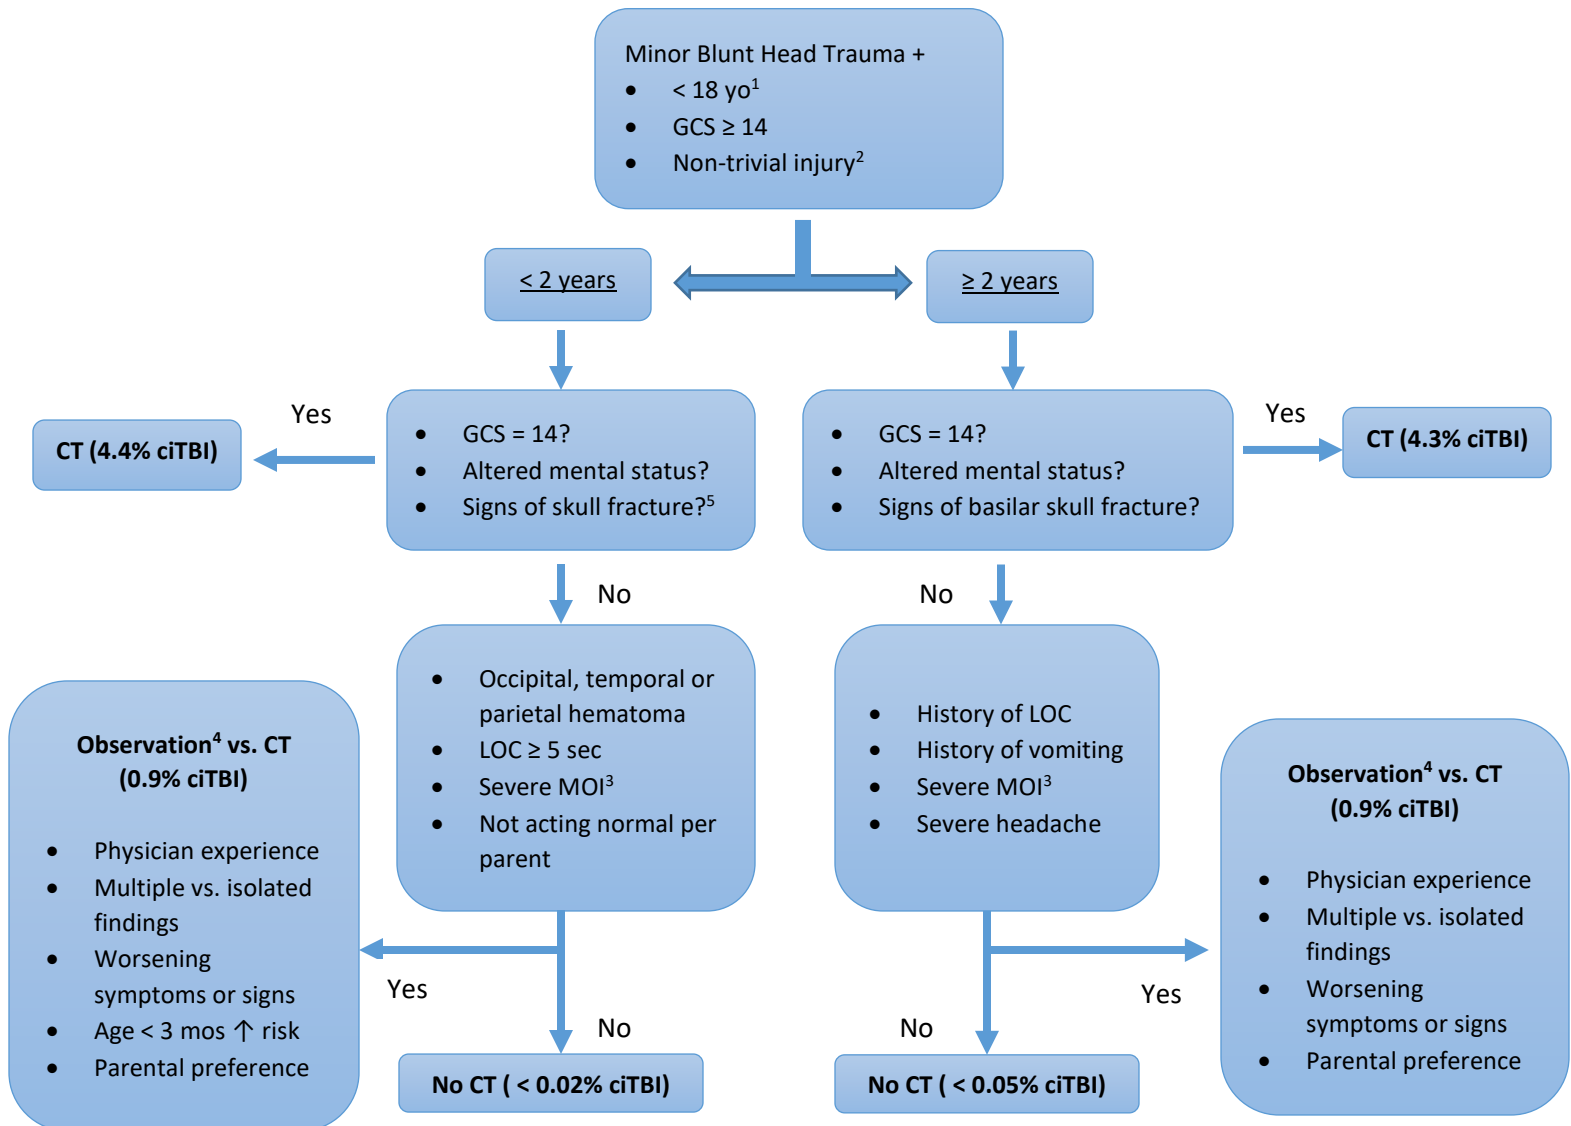 Minor Blunt Head Trauma +
• < 18 yo¹
• GCS ≥ 14
• Non-trivial injury²
< 2 years
≥ 2 years
Yes
CT (4.4% ciTBI)
• GCS = 14?
• Altered mental status?
• Signs of skull fracture?⁵
• GCS = 14?
• Altered mental status?
• Signs of basilar skull fracture?
Yes
CT (4.3% ciTBI)
No
No
• Occipital, temporal or
parietal hematoma
• LOC ≥ 5 sec
• Severe MOI³
• Not acting normal per
parent
• History of LOC
• History of vomiting
• Severe MOI³
• Severe headache
Observation⁴ vs. CT
(0.9% ciTBI)
• Physician experience
• Multiple vs. isolated
findings
• Worsening
symptoms or signs
• Age < 3 mos ↑ risk
• Parental preference
Observation⁴ vs. CT
(0.9% ciTBI)
• Physician experience
• Multiple vs. isolated
findings
• Worsening
symptoms or signs
• Parental preference
Yes
No
No
Yes
No CT ( < 0.02% ciTBI)
No CT ( < 0.05% ciTBI)